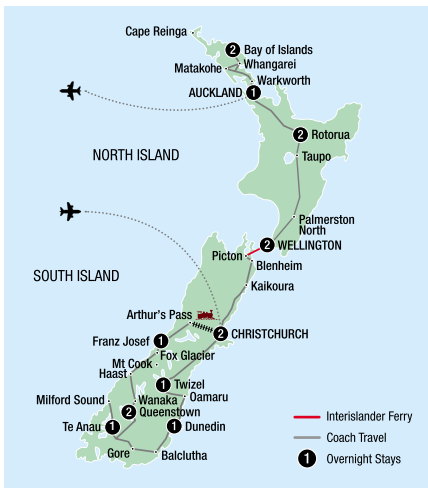 Cape Reinga
2
Bay of Islands
Whangarei
Matakohe
Warkworth
AUCKLAND
1
2
Rotorua
Taupo
NORTH ISLAND
Palmerston
North
2
WELLINGTON
Picton
Blenheim
SOUTH ISLAND
Kaikoura
Arthur's Pass
2
CHRISTCHURCH
Franz Josef
1
Fox Glacier
Mt Cook
Haast
1
Twizel
Oamaru
Milford Sound
Wanaka
2
Queenstown
Te Anau
1
1
Dunedin
Gore
Balclutha
Interislander Ferry
Coach Travel
1
Overnight Stays